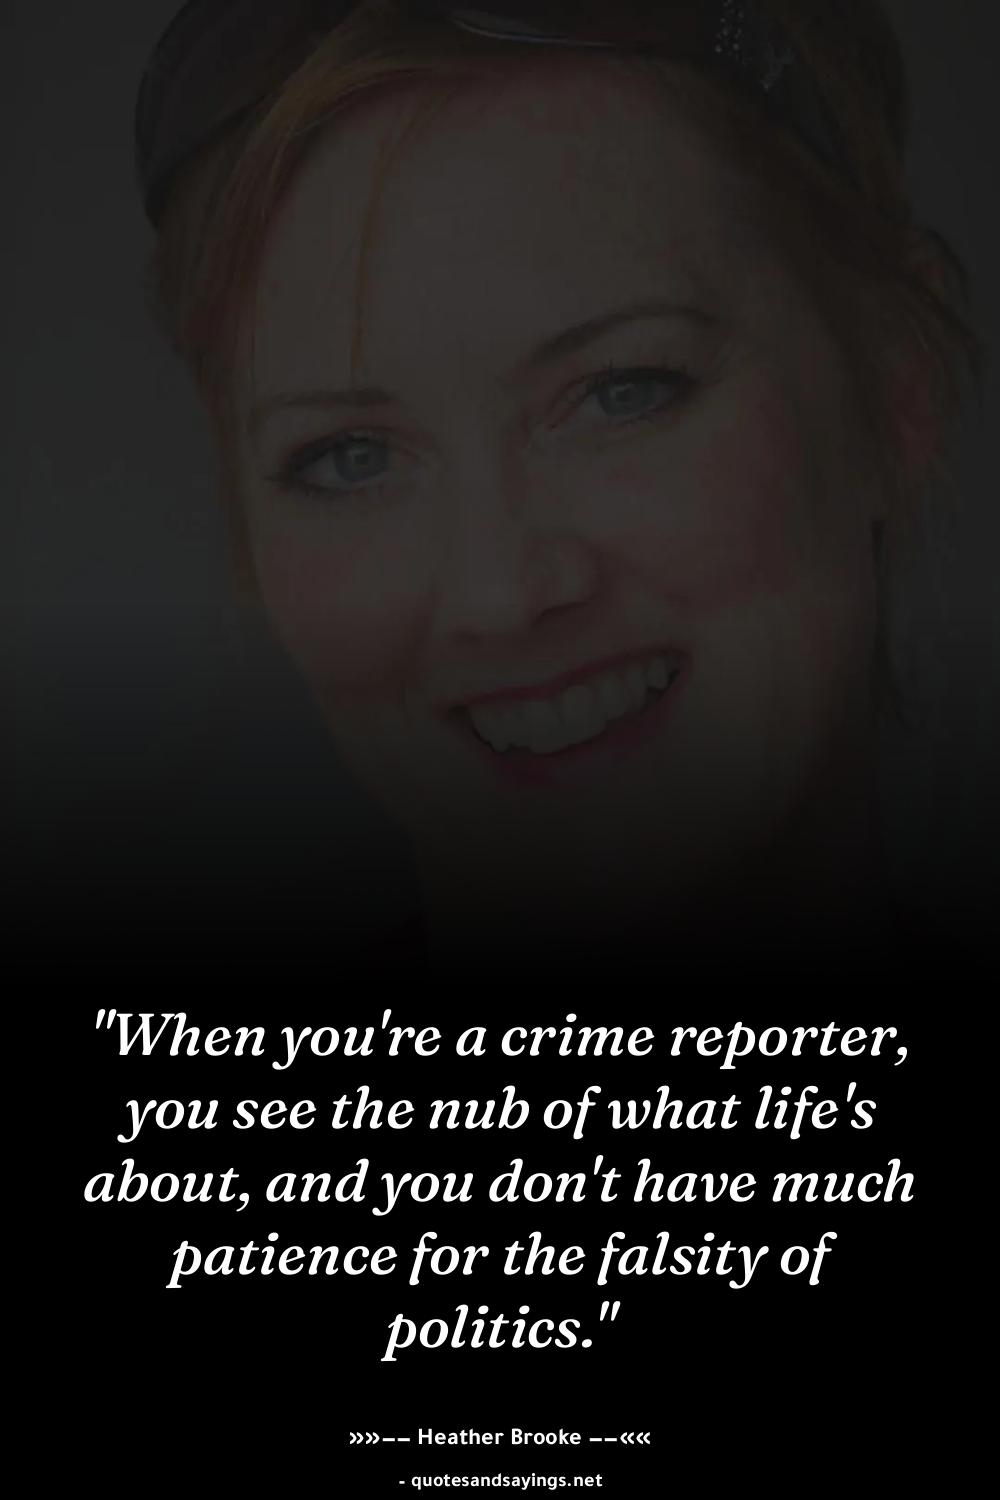 "When you're a crime reporter,
you see the nub of what life's
about, and you don't have much
patience for the falsity of
politics."
»»−− Heather Brooke −−««
- quotesandsayings.net